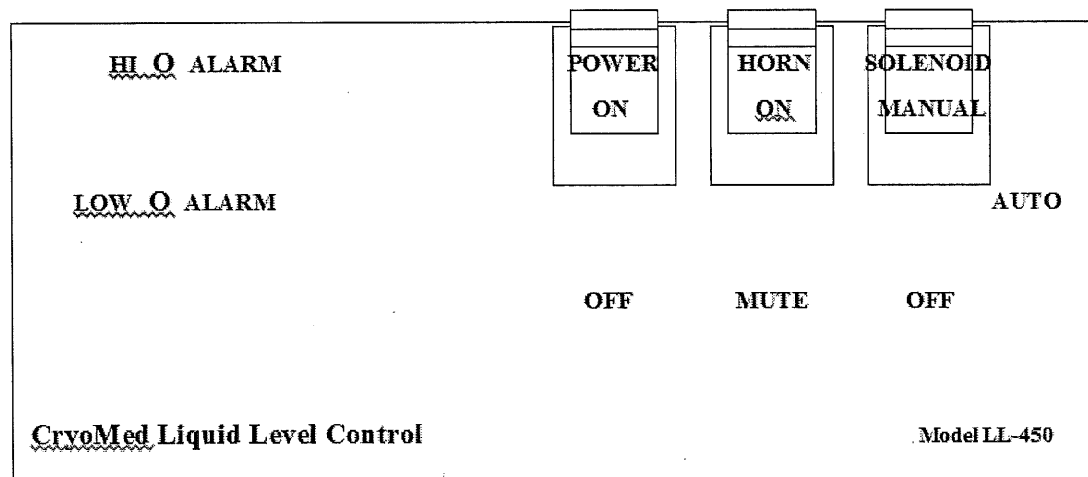 HI O ALARM
POWER HORN SOLENOID
ON ON MANUAL
LOW O ALARM
AUTO
OFF MUTE OFF
CryoMed Liquid Level Control
Model LL-450